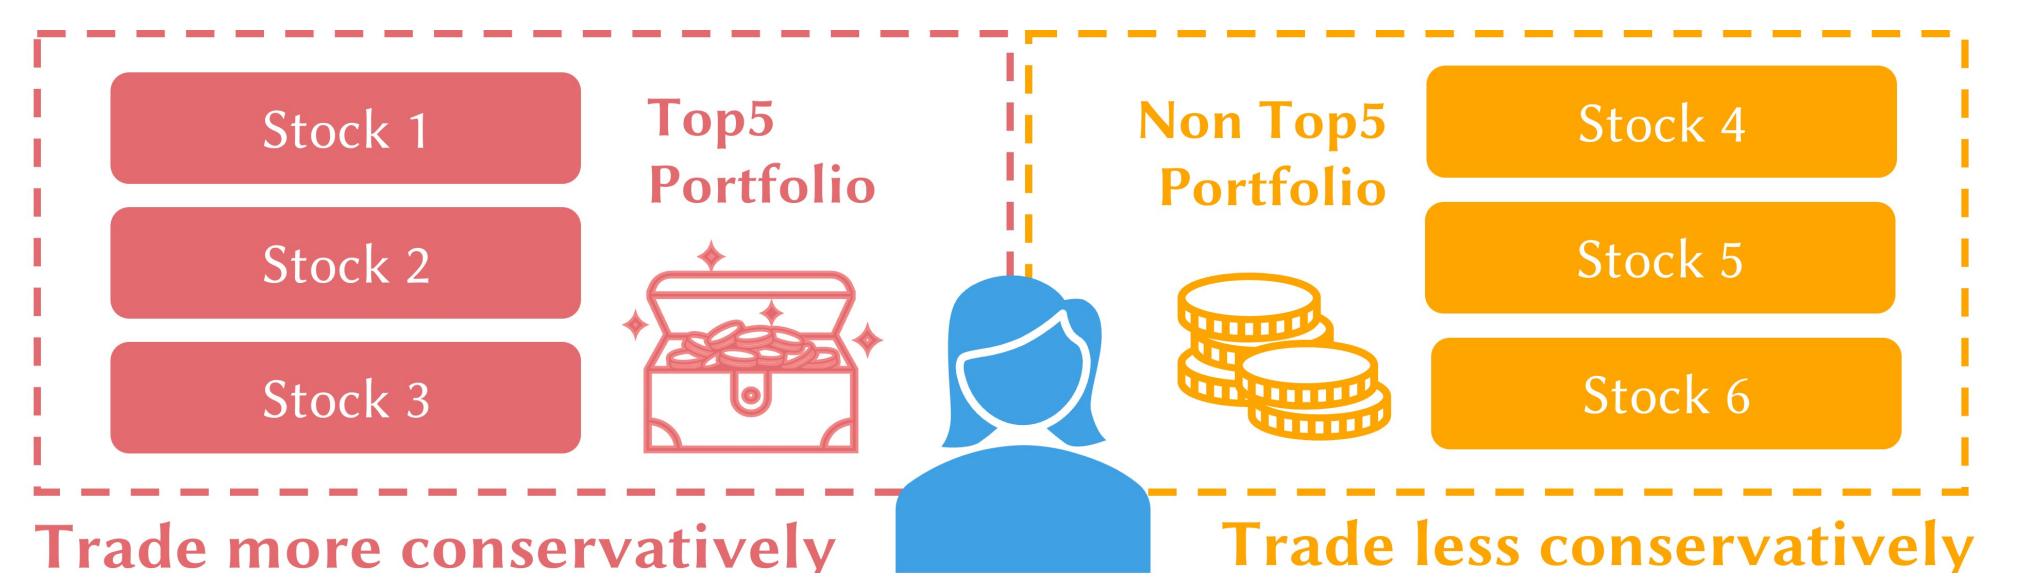 Stock 1
Stock 2
Stock 3
Top5
Portfolio
Trade more conservatively
Non Top5
Portfolio
Stock 4
Stock 5
Stock 6
Trade less conservatively